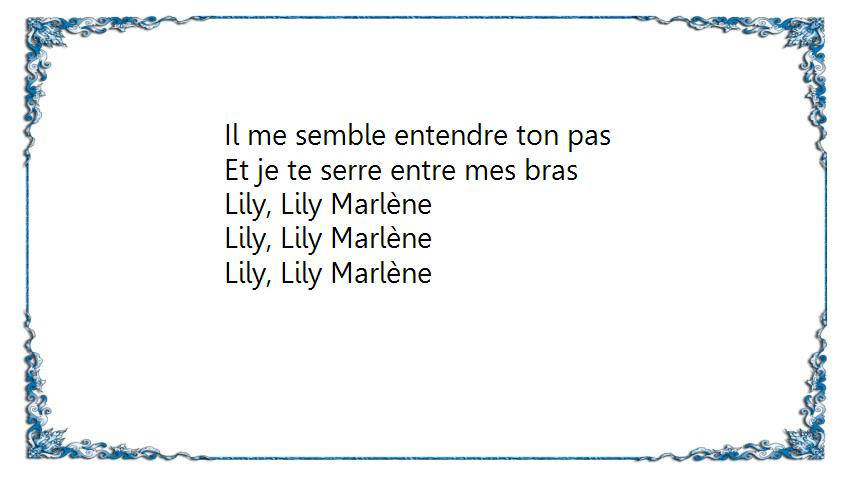 Il me semble entendre ton pas
Et je te serre entre mes bras
Lily, Lily Marlène
Lily, Lily Marlène
Lily, Lily Marlène